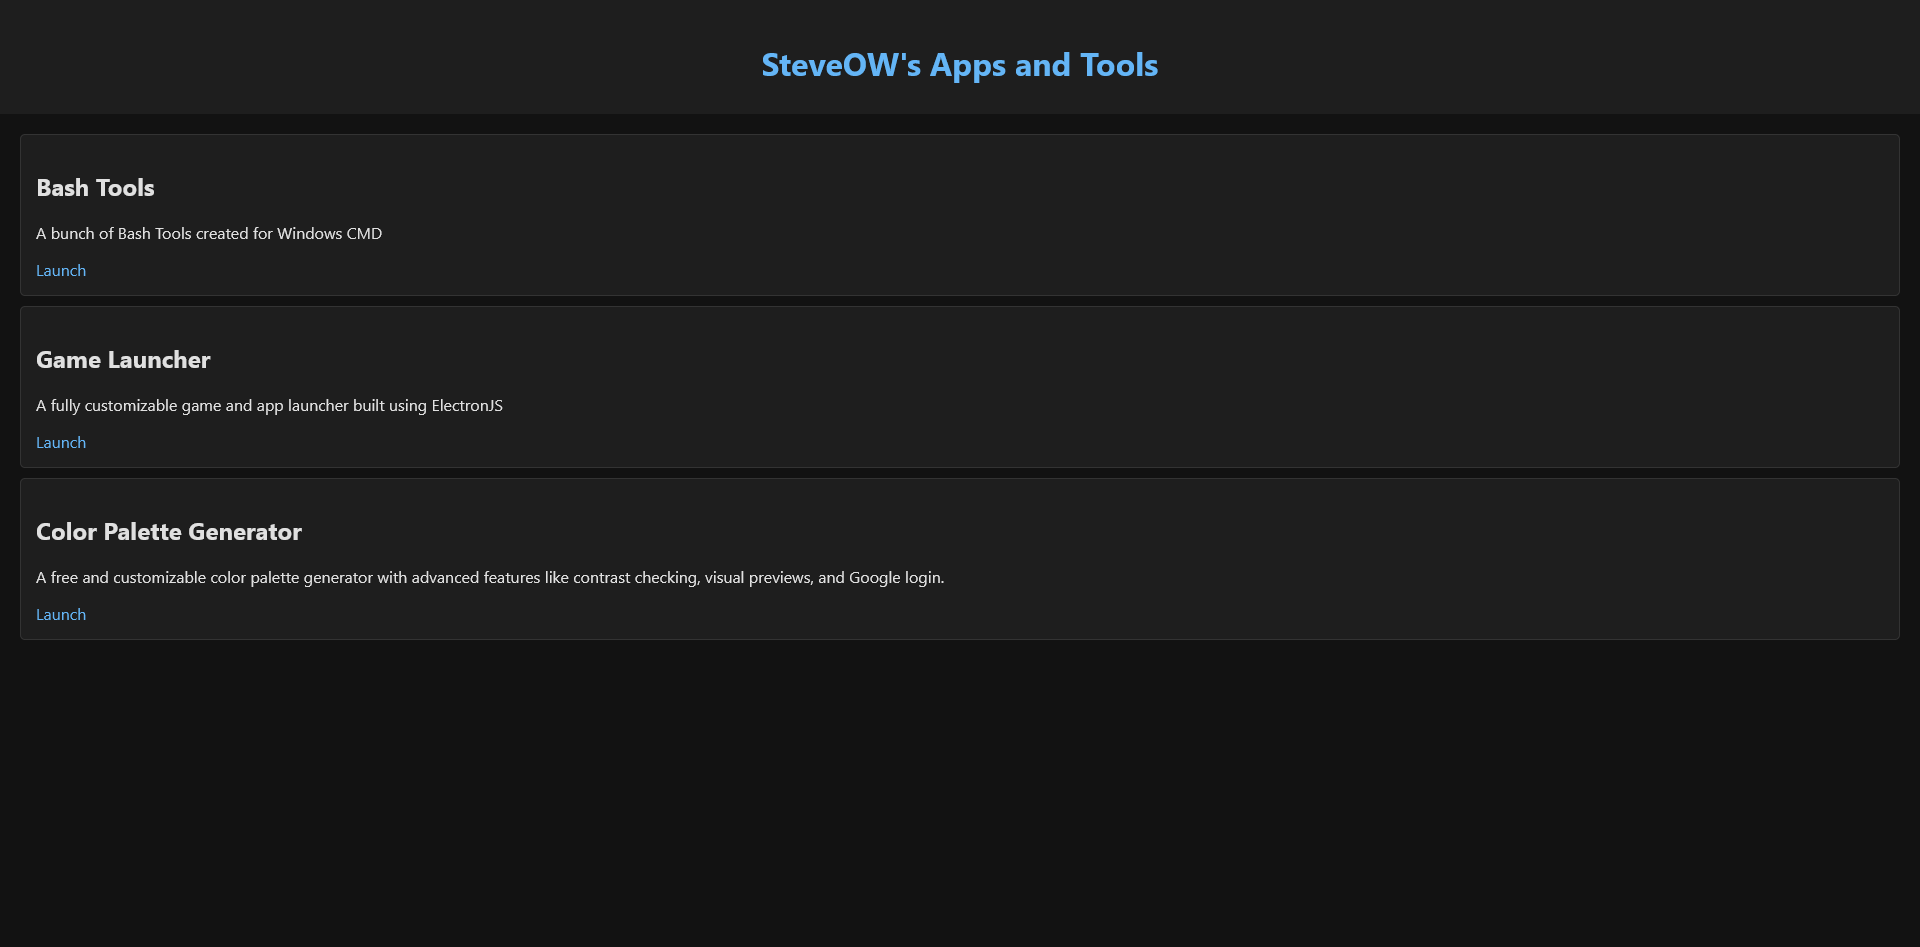 SteveOW's Apps and Tools
Bash Tools
A bunch of Bash Tools created for Windows CMD
Launch
Game Launcher
A fully customizable game and app launcher built using ElectronJS
Launch
Color Palette Generator
A free and customizable color palette generator with advanced features like contrast checking, visual previews, and Google login.
Launch